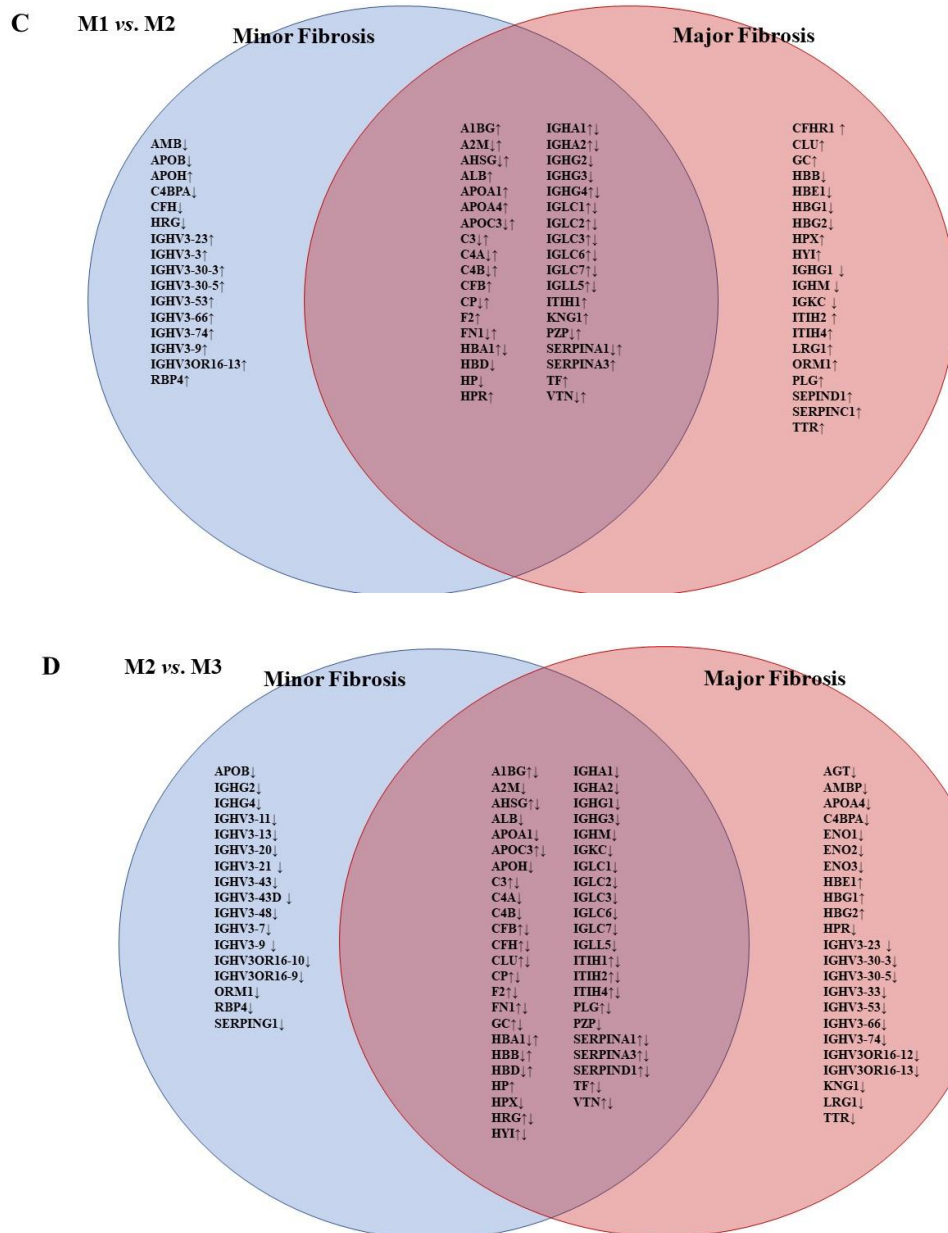 C M1 vs. M2
Minor Fibrosis
Major Fibrosis
AMB↓
APOB↓
APOH↑
C4BPA↓
CFH↓
HRG↓
IGHV3-23↑
IGHV3-3↑
IGHV3-30-3↑
IGHV3-30-5↑
IGHV3-53↑
IGHV3-66↑
IGHV3-74↑
IGHV3-9↑
IGHV3OR16-13↑
RBP4↑
A1BG↑
A2M↓↑
AHSG↓↑
ALB↑
APOA1↑
APOA4↑
APOC3↓↑
C3↓↑
C4A↓↑
C4B↓↑
CFB↑
CP↓↑
F2↑
FN1↓↑
HBA1↑↓
HBD↓
HP↓
HPR↑
IGHA1↑↓
IGHA2↑↓
IGHG2↓
IGHG3↓
IGHG4↑↓
IGLC1↑↓
IGLC2↑↓
IGLC3↑↓
IGLC6↑↓
IGLC7↑↓
IGLL5↑↓
ITIH1↑
KNG1↑
PZP↓↑
SERPINA1↓↑
SERPINA3↑
TF↑
VTN↓↑
CFHR1 ↑
CLU↑
GC↑
HBB↓
HBE1↓
HBG1↓
HBG2↓
HPX↑
HYI↑
IGHG1 ↓
IGHM ↓
IGKC ↓
ITIH2 ↑
ITIH4↑
LRG1↑
ORM1↑
PLG↑
SEPIND1↑
SERPINC1↑
TTR↑
D M2 vs. M3
Minor Fibrosis
Major Fibrosis
APOB↓
IGHG2↓
IGHG4↓
IGHV3-11↓
IGHV3-13↓
IGHV3-20↓
IGHV3-21 ↓
IGHV3-43↓
IGHV3-43D ↓
IGHV3-48↓
IGHV3-7↓
IGHV3-9 ↓
IGHV3OR16-10↓
IGHV3OR16-9↓
ORM1↓
RBP4↓
SERPING1↓
A1BG↑↓
A2M↓
AHSG↑↓
ALB↓
APOA1↓
APOC3↑↓
APOH↓
C3↑↓
C4A↓
C4B↓
CFB↑↓
CFH↑↓
CLU↑↓
CP↑↓
F2↑↓
FN1↑↓
GC↑↓
HBA1↓↑
HBB↓↑
HBD↓↑
HP↑
HPX↓
HRG↑↓
HYI↑↓
IGHA1↓
IGHA2↓
IGHG1↓
IGHG3↓
IGHM↓
IGKC↓
IGLC1↓
IGLC2↓
IGLC3↓
IGLC6↓
IGLC7↓
IGLL5↓
ITIH1↑↓
ITIH2↑↓
ITIH4↑↓
PLG↑↓
PZP↓
SERPINA1↑↓
SERPINA3↑↓
SERPIND1↑↓
TF↑↓
VTN↑↓
AGT↓
AMBP↓
APOA4↓
C4BPA↓
ENO1↓
ENO2↓
ENO3↓
HBE1↑
HBG1↑
HBG2↑
HPR↓
IGHV3-23 ↓
IGHV3-30-3↓
IGHV3-30-5↓
IGHV3-33↓
IGHV3-53↓
IGHV3-66↓
IGHV3-74↓
IGHV3OR16-12↓
IGHV3OR16-13↓
KNG1↓
LRG1↓
TTR↓